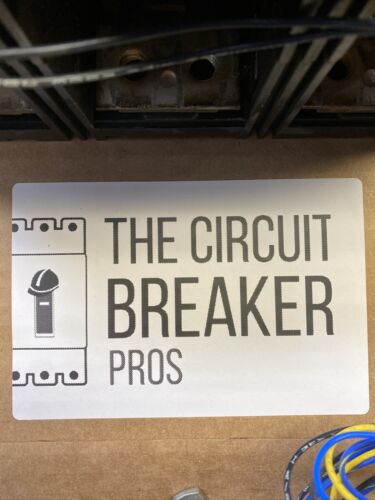 THE CIRCUIT
BREAKER
PROS